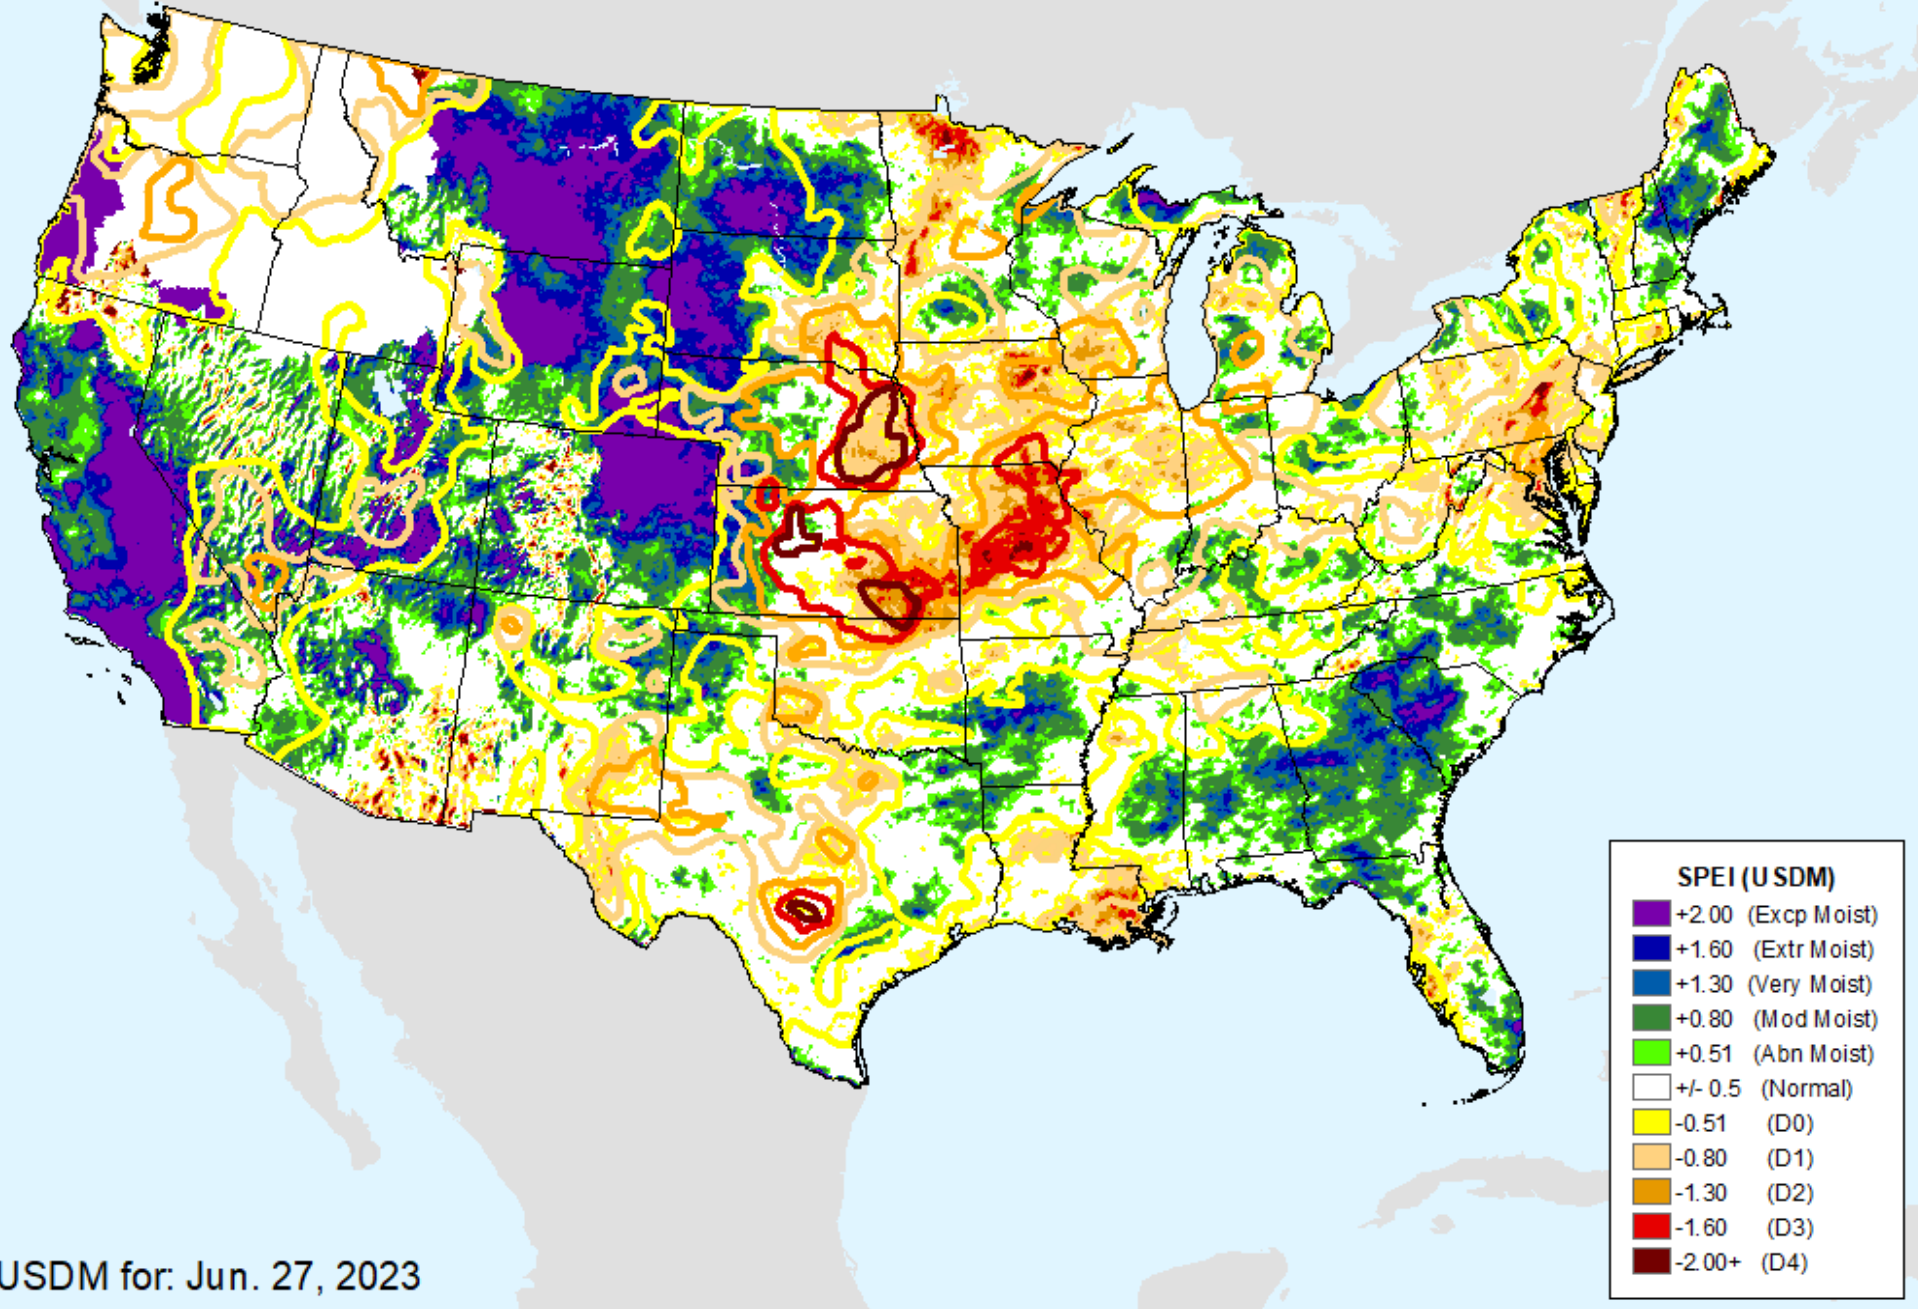 SPEI (USDM)
+2.00 (Excp Moist)
+1.60 (Extr Moist)
+1.30 (Very Moist)
+0.80 (Mod Moist)
+0.51 (Abn Moist)
+/- 0.5 (Normal)
-0.51 (D0)
-0.80 (D1)
-1.30 (D2)
-1.60 (D3)
-2.00+ (D4)
USDM for: Jun. 27, 2023